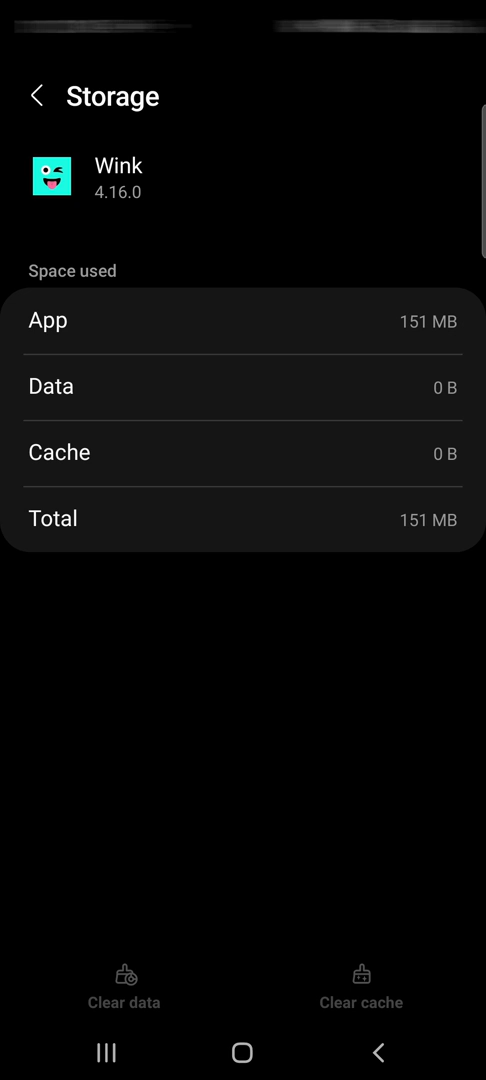 Storage
Wink
4.16.0
Space used
App 151 MB
Data 0 B
Cache 0 B
Total 151 MB
Clear data Clear cache